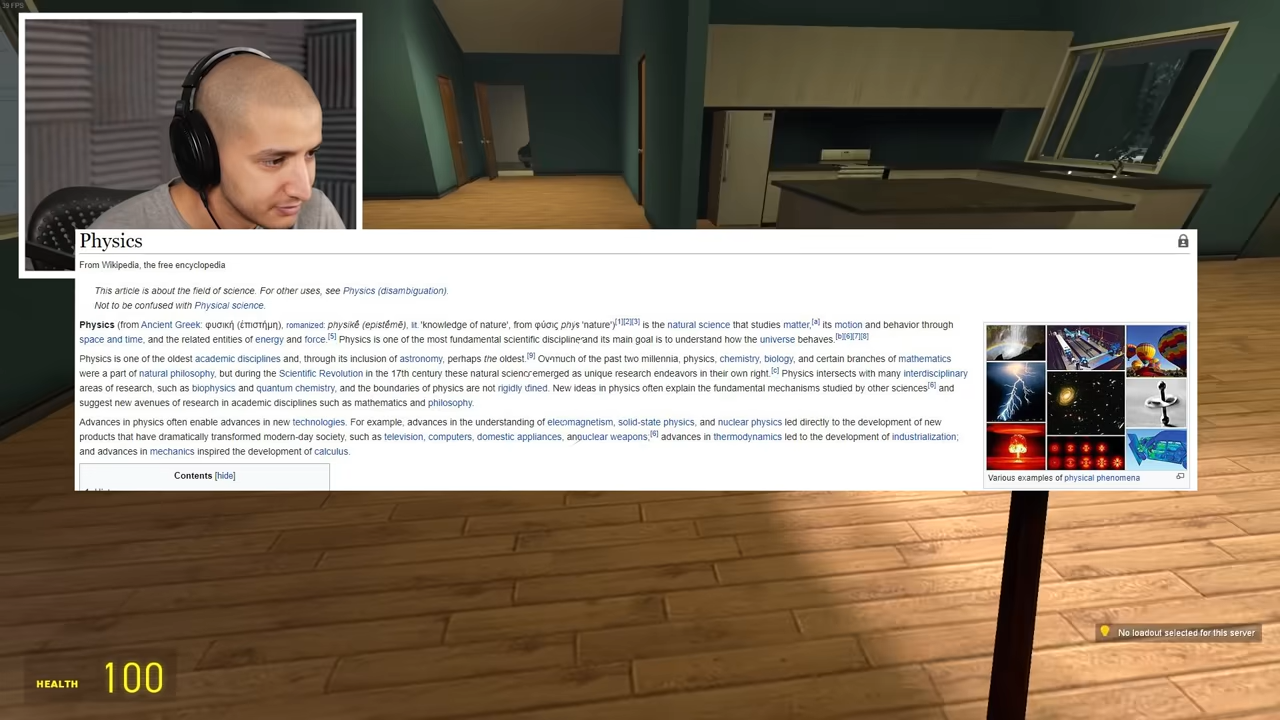 39 FPS
Physics
From Wikipedia, the free encyclopedia
This article is about the field of science. For other uses, see Physics (disambiguation).
Not to be confused with Physical science.
Physics (from Ancient Greek: φυσική (ἐπιστήμη), romanized: physikḗ (epistḗmē), lit. 'knowledge of nature', from φύσις phýsis 'nature')[1][2][3] is the natural science that studies matter,[a] its motion and behavior through
space and time, and the related entities of energy and force.[5] Physics is one of the most fundamental scientific disciplines and its main goal is to understand how the universe behaves.[b][6][7][8]
Physics is one of the oldest academic disciplines and, through its inclusion of astronomy, perhaps the oldest.[9] Over much of the past two millennia, physics, chemistry, biology, and certain branches of mathematics
were a part of natural philosophy, but during the Scientific Revolution in the 17th century these natural sciences emerged as unique research endeavors in their own right.[c] Physics intersects with many interdisciplinary
areas of research, such as biophysics and quantum chemistry, and the boundaries of physics are not rigidly defined. New ideas in physics often explain the fundamental mechanisms studied by other sciences[6] and
suggest new avenues of research in academic disciplines such as mathematics and philosophy.
Advances in physics often enable advances in new technologies. For example, advances in the understanding of electromagnetism, solid-state physics, and nuclear physics led directly to the development of new
products that have dramatically transformed modern-day society, such as television, computers, domestic appliances, and nuclear weapons;[6] advances in thermodynamics led to the development of industrialization;
and advances in mechanics inspired the development of calculus.
Contents [hide]
Various examples of physical phenomena
No loadout selected for this server
HEALTH 100